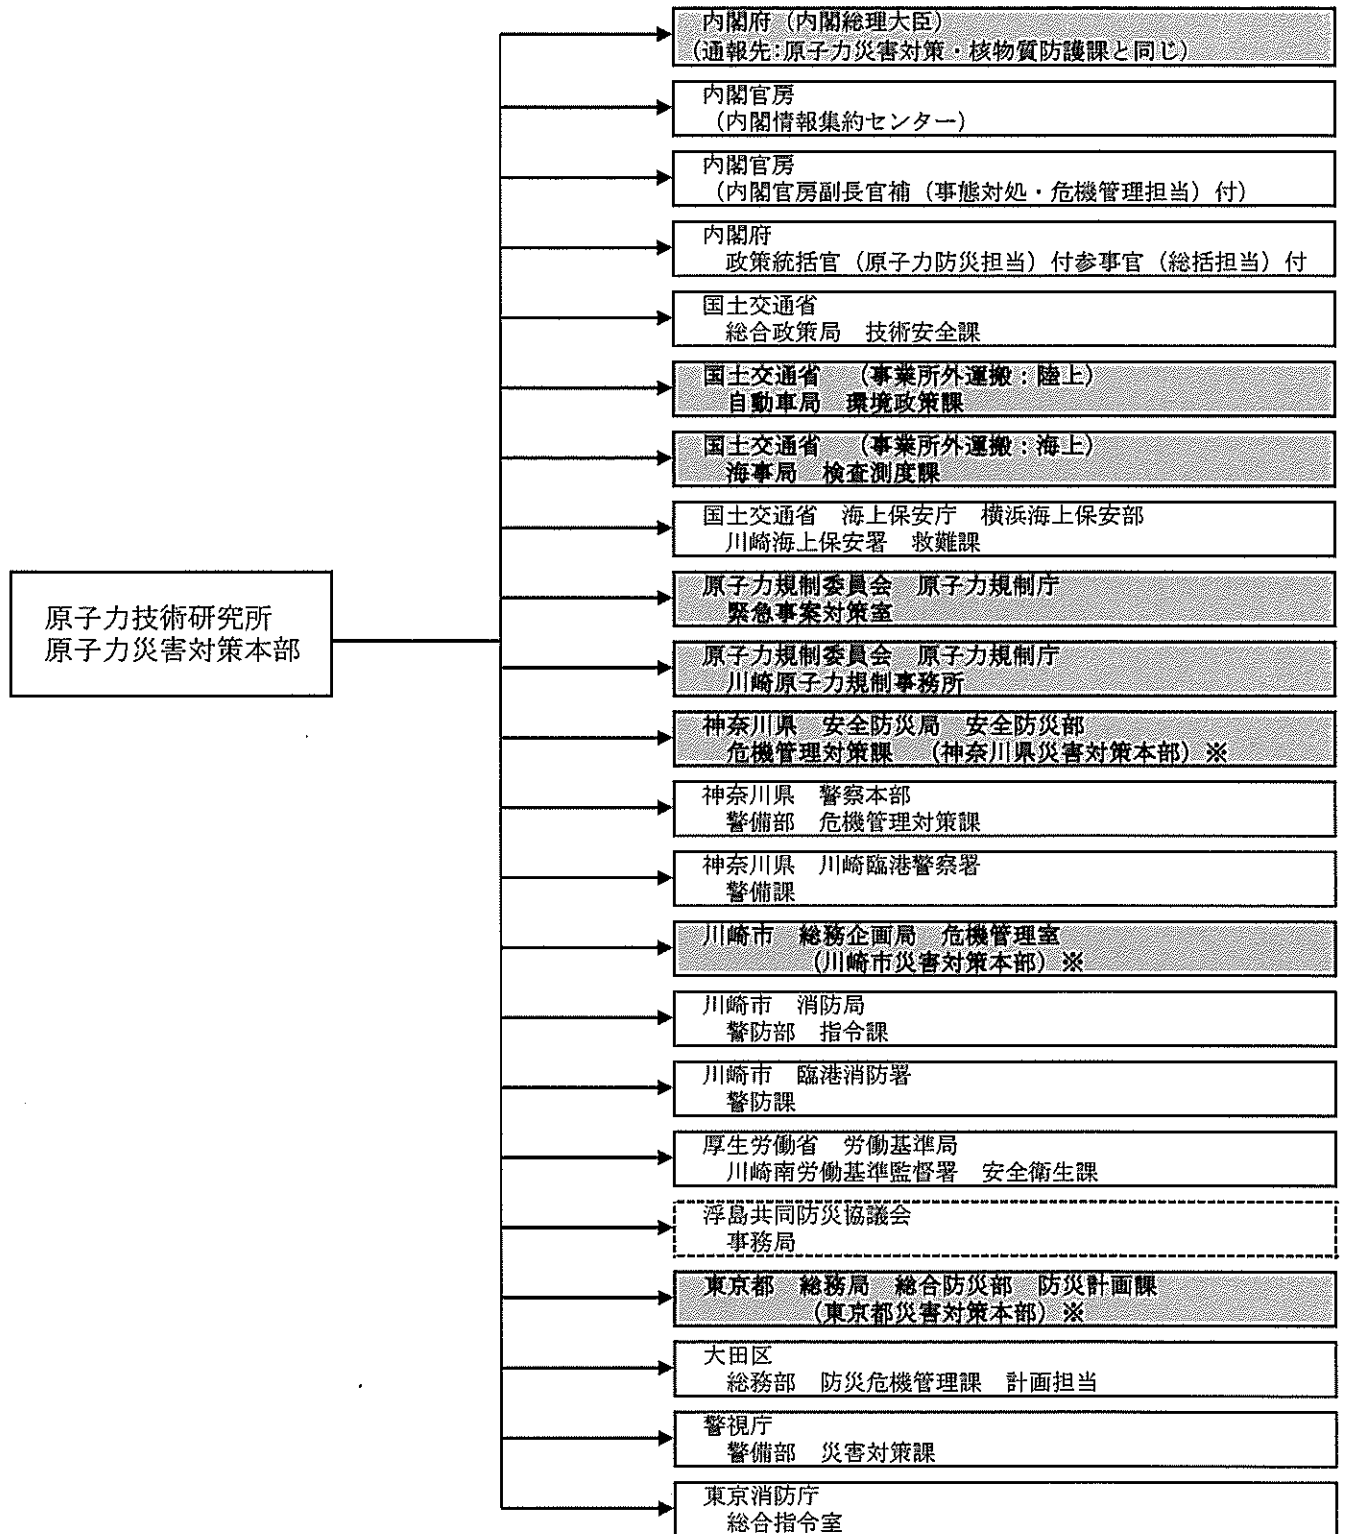 内閣府（内閣総理大臣）
（通報先：原子力災害対策・核物質防護課と同じ）
内閣官房
（内閣情報集約センター）
内閣官房
（内閣官房副長官補（事態対処・危機管理担当）付）
内閣府
政策統括官（原子力防災担当）付参事官（総括担当）付
国土交通省
総合政策局　技術安全課
国土交通省　（事業所外運搬：陸上）
自動車局　環境政策課
国土交通省　（事業所外運搬：海上）
海事局　検査測度課
国土交通省　海上保安庁　横浜海上保安部
川崎海上保安署　救難課
原子力技術研究所
原子力災害対策本部
原子力規制委員会　原子力規制庁
緊急事案対策室
原子力規制委員会　原子力規制庁
川崎原子力規制事務所
神奈川県　安全防災局　安全防災部
危機管理対策課　（神奈川県災害対策本部）※
神奈川県　警察本部
警備部　危機管理対策課
神奈川県　川崎臨港警察署
警備課
川崎市　総務企画局　危機管理室
（川崎市災害対策本部）※
川崎市　消防局
警防部　指令課
川崎市　臨港消防署
警防課
厚生労働省　労働基準局
川崎南労働基準監督署　安全衛生課
浮島共同防災協議会
事務局
東京都　総務局　総合防災部　防災計画課
（東京都災害対策本部）※
大田区
総務部　防災危機管理課　計画担当
警視庁
警備部　災害対策課
東京消防庁
総合指令室